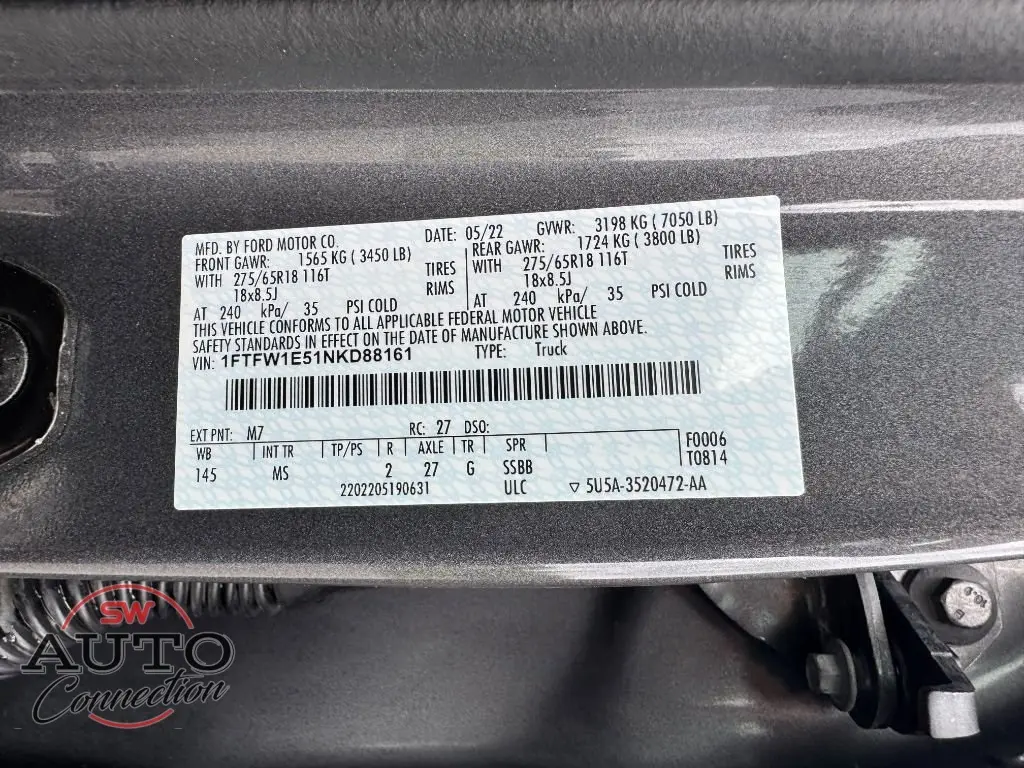 MFD. BY FORD MOTOR CO. DATE: 05/22 GVWR: 3198 KG ( 7050 LB)
FRONT GAWR: 1565 KG ( 3450 LB) REAR GAWR: 1724 KG ( 3800 LB)
WITH 275/65R18 116T TIRES WITH 275/65R18 116T TIRES
18x8.5J RIMS 18x8.5J RIMS
AT 240 kPa/ 35 PSI COLD AT 240 kPa/ 35 PSI COLD
THIS VEHICLE CONFORMS TO ALL APPLICABLE FEDERAL MOTOR VEHICLE
SAFETY STANDARDS IN EFFECT ON THE DATE OF MANUFACTURE SHOWN ABOVE.
VIN: 1FTFW1E51NKD88161 TYPE: Truck
EXT PNT: M7 RC: 27 DSO:
WB INT TR TP/PS R AXLE TR SPR F0006
145 MS 2 27 G SSBB T0814
2202205190631 ULC ▽ 5U5A-3520472-AA
10.9
SW
AUTO
Connection